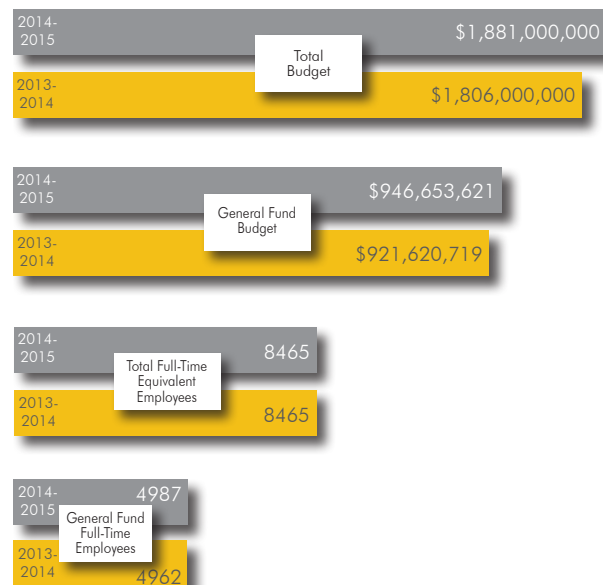 2014-
2015
$1,881,000,000
Total
Budget
2013-
2014
$1,806,000,000
2014-
2015
$946,653,621
General Fund
Budget
2013-
2014
$921,620,719
2014-
2015
8465
Total Full-Time
Equivalent
Employees
2013-
2014
8465
2014-
2015
4987
General Fund
Full-Time
Employees
2013-
2014
4962